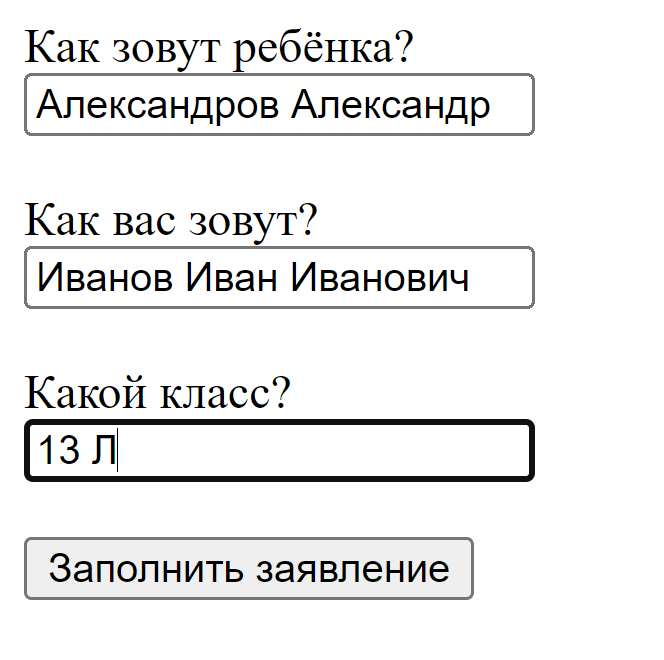 Как зовут ребёнка?
Александров Александр
Как вас зовут?
Иванов Иван Иванович
Какой класс?
13 Л
Заполнить заявление